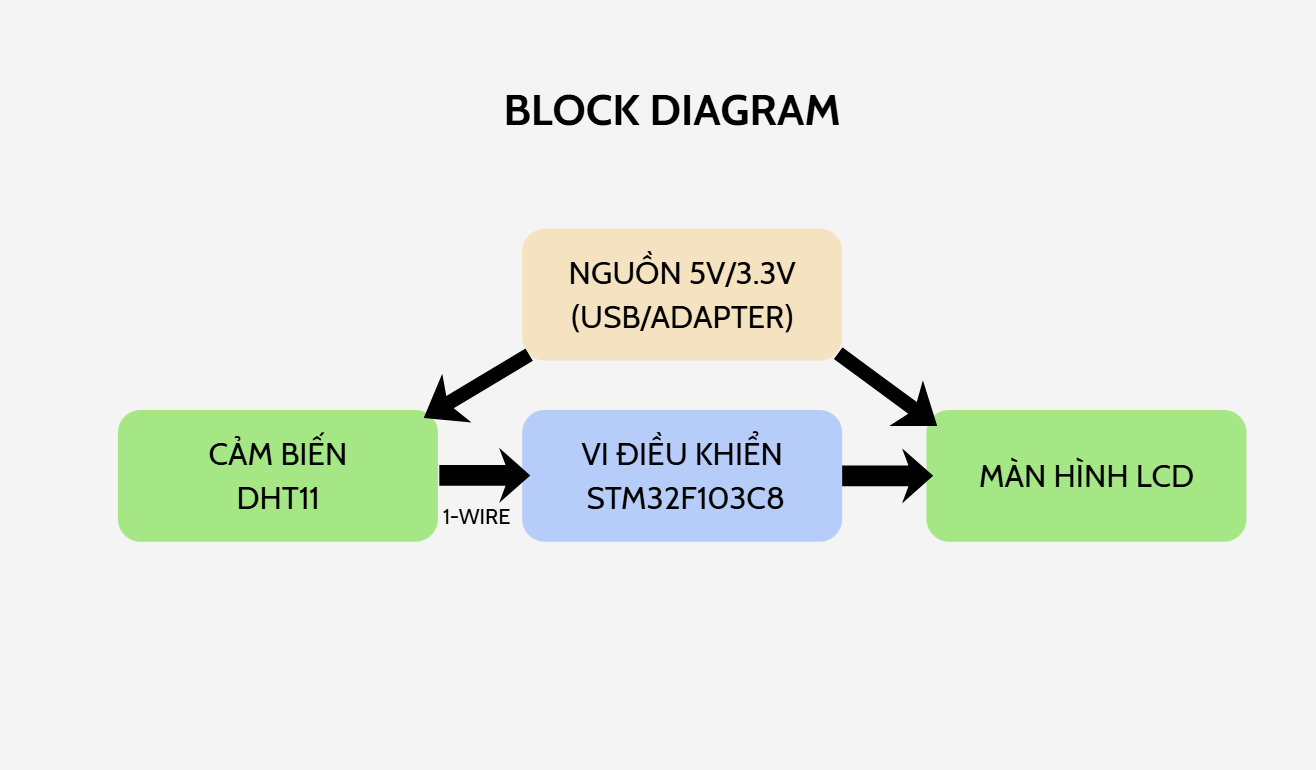 BLOCK DIAGRAM
NGUỒN 5V/3.3V
(USB/ADAPTER)
CẢM BIẾN
DHT11
1-WIRE
VI ĐIỀU KHIỂN
STM32F103C8
MÀN HÌNH LCD